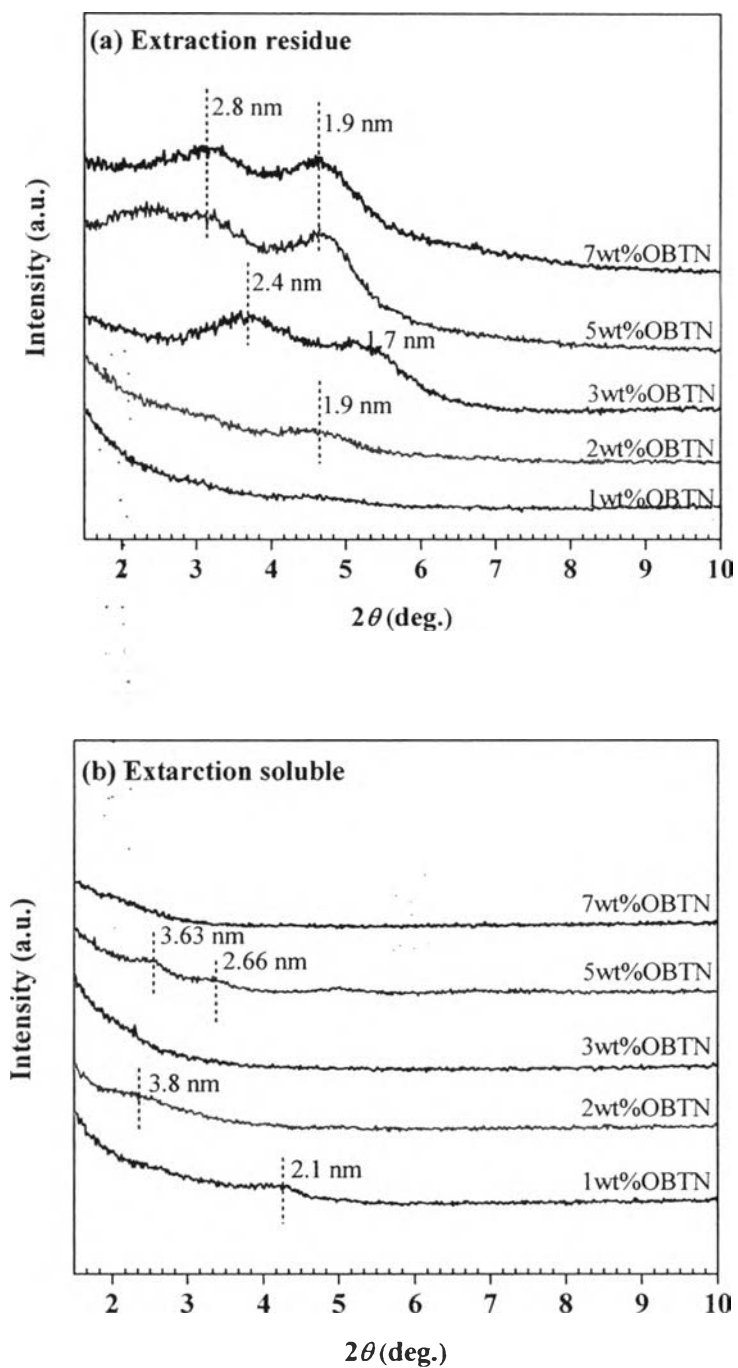 (a) Extraction residue
2.8 nm
1.9 nm
7wt%OBTN
2.4 nm
5wt%OBTN
1.7 nm
3wt%OBTN
1.9 nm
2wt%OBTN
1wt%OBTN
Intensity (a.u.)
2 3 4 5 6 7 8 9 10
2θ (deg.)
(b) Extarction soluble
7wt%OBTN
3.63 nm
2.66 nm
5wt%OBTN
3wt%OBTN
3.8 nm
2wt%OBTN
2.1 nm
1wt%OBTN
Intensity (a.u.)
2 3 4 5 6 7 8 9 10
2θ (deg.)